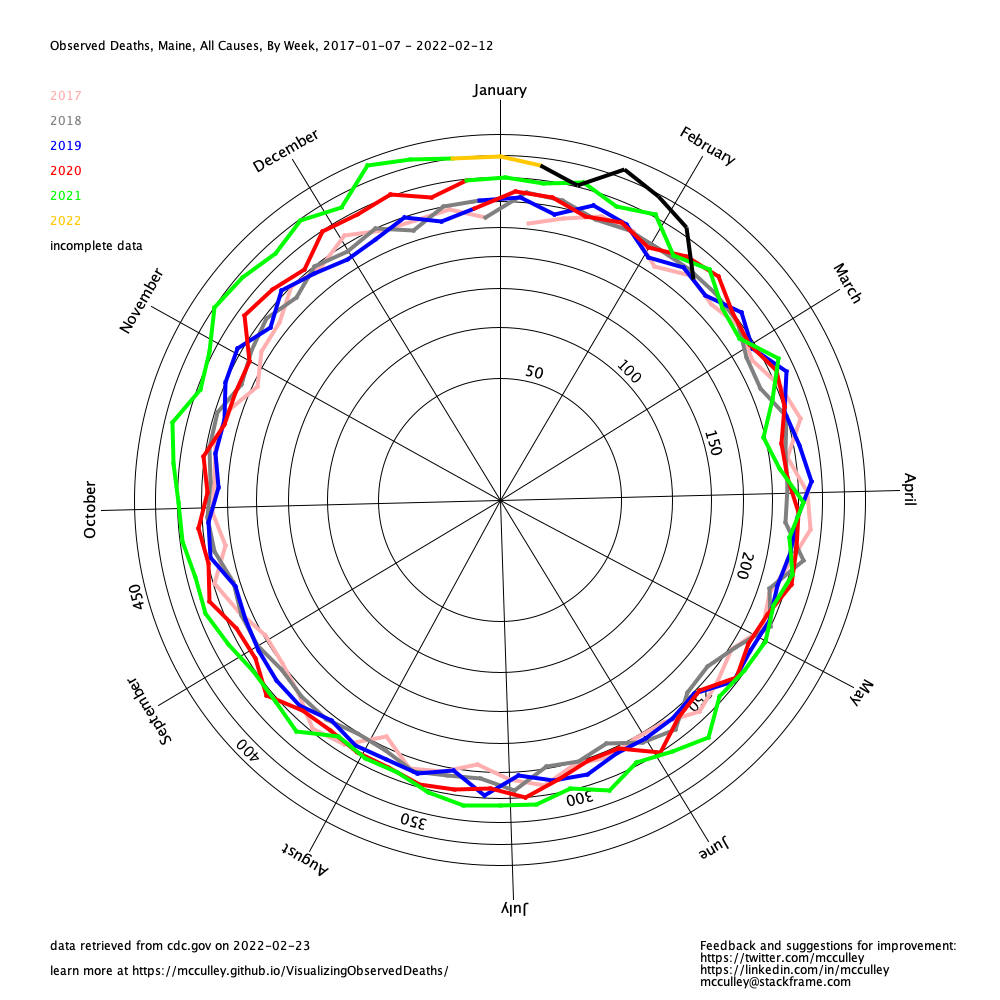 Observed Deaths, Maine, All Causes, By Week, 2017-01-07 - 2022-02-12
2017
2018
2019
2020
2021
2022
incomplete data
January
February
March
April
May
June
July
August
September
October
November
December
50
100
150
200
300
350
400
450
data retrieved from cdc.gov on 2022-02-23
learn more at https://mcculley.github.io/VisualizingObservedDeaths/
Feedback and suggestions for improvement:
https://twitter.com/mcculley
https://linkedin.com/in/mcculley
mcculley@stackframe.com